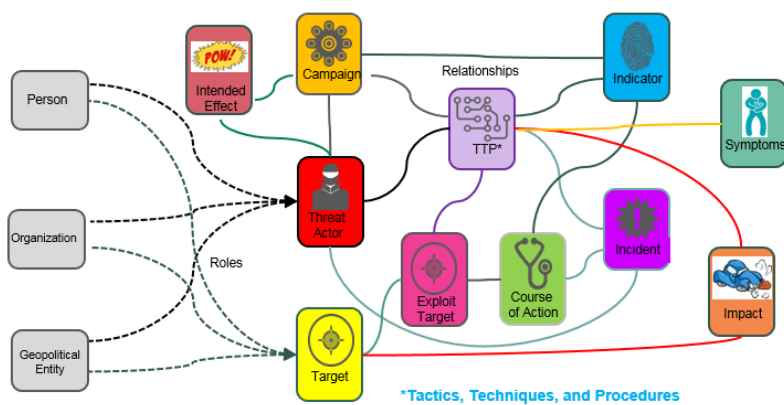 POW!
Intended
Effect
Campaign
Relationships
Indicator
Person
TTP*
Symptoms
Threat
Actor
Organization
Roles
Exploit
Target
Course
of Action
Incident
Impact
Geopolitical
Entity
Target
*Tactics, Techniques, and Procedures